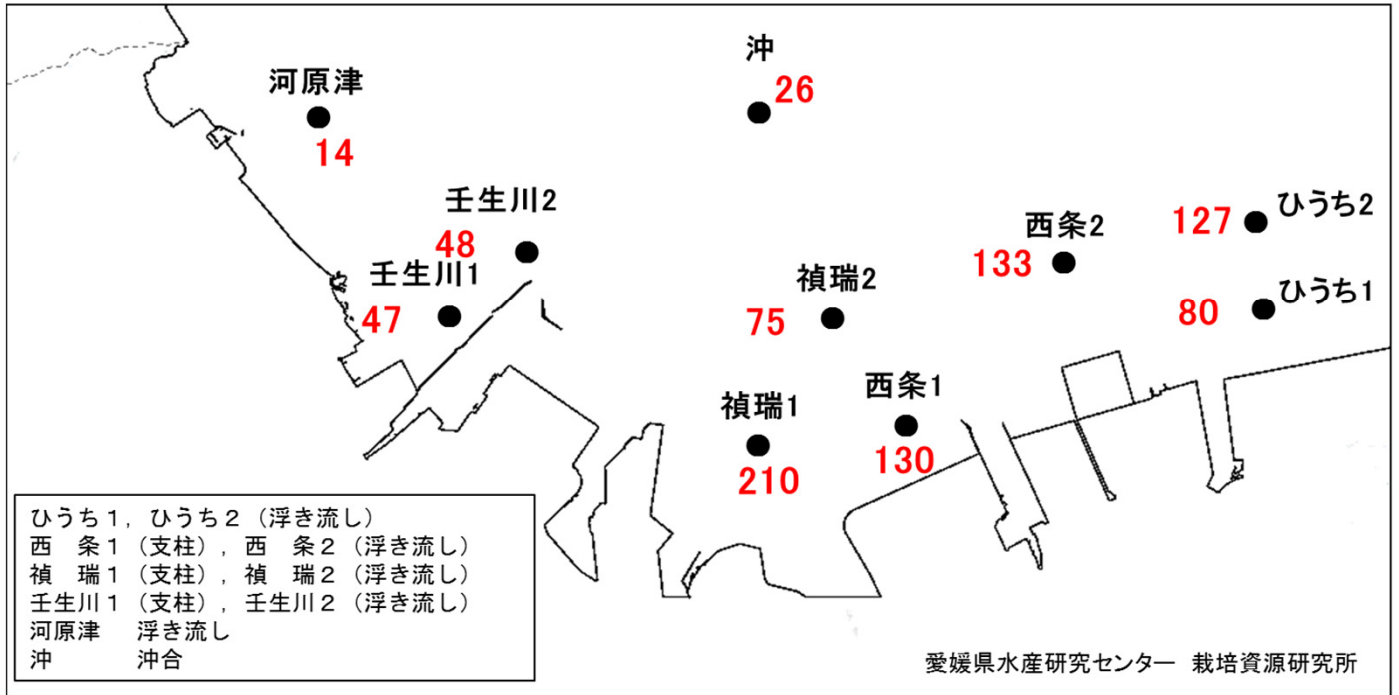 沖
26
河原津
14
壬生川2
48
壬生川1
47
ひうち2
127
西条2
133
ひうち1
80
禎瑞2
75
西条1
130
禎瑞1
210
ひうち１，ひうち２（浮き流し）
西　条１（支柱），西　条２（浮き流し）
禎　瑞１（支柱），禎　瑞２（浮き流し）
壬生川１（支柱），壬生川２（浮き流し）
河原津　浮き流し
沖　　　沖合
愛媛県水産研究センター　栽培資源研究所